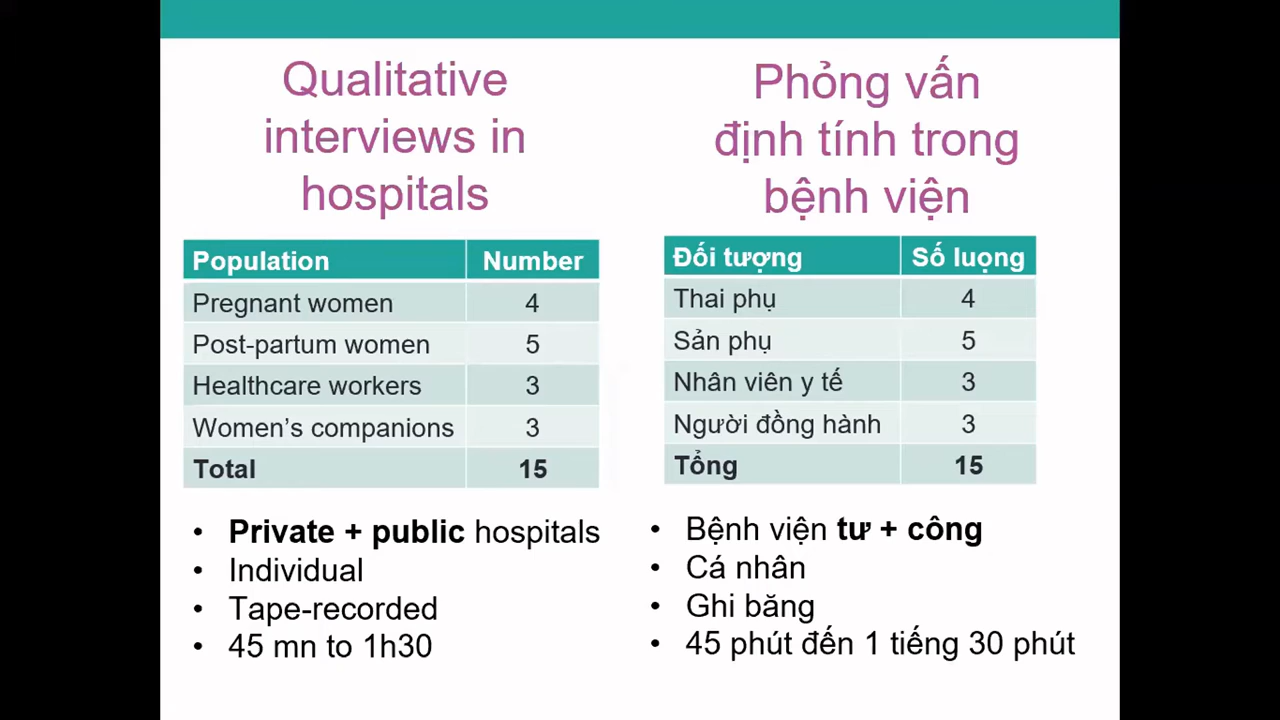 Qualitative
interviews in
hospitals
Population Number
Pregnant women 4
Post-partum women 5
Healthcare workers 3
Women’s companions 3
Total 15
• Private + public hospitals
• Individual
• Tape-recorded
• 45 mn to 1h30
Phỏng vấn
định tính trong
bệnh viện
Đối tượng Số luọng
Thai phụ 4
Sản phụ 5
Nhân viên y tế 3
Người đồng hành 3
Tổng 15
• Bệnh viện tư + công
• Cá nhân
• Ghi băng
• 45 phút đến 1 tiếng 30 phút